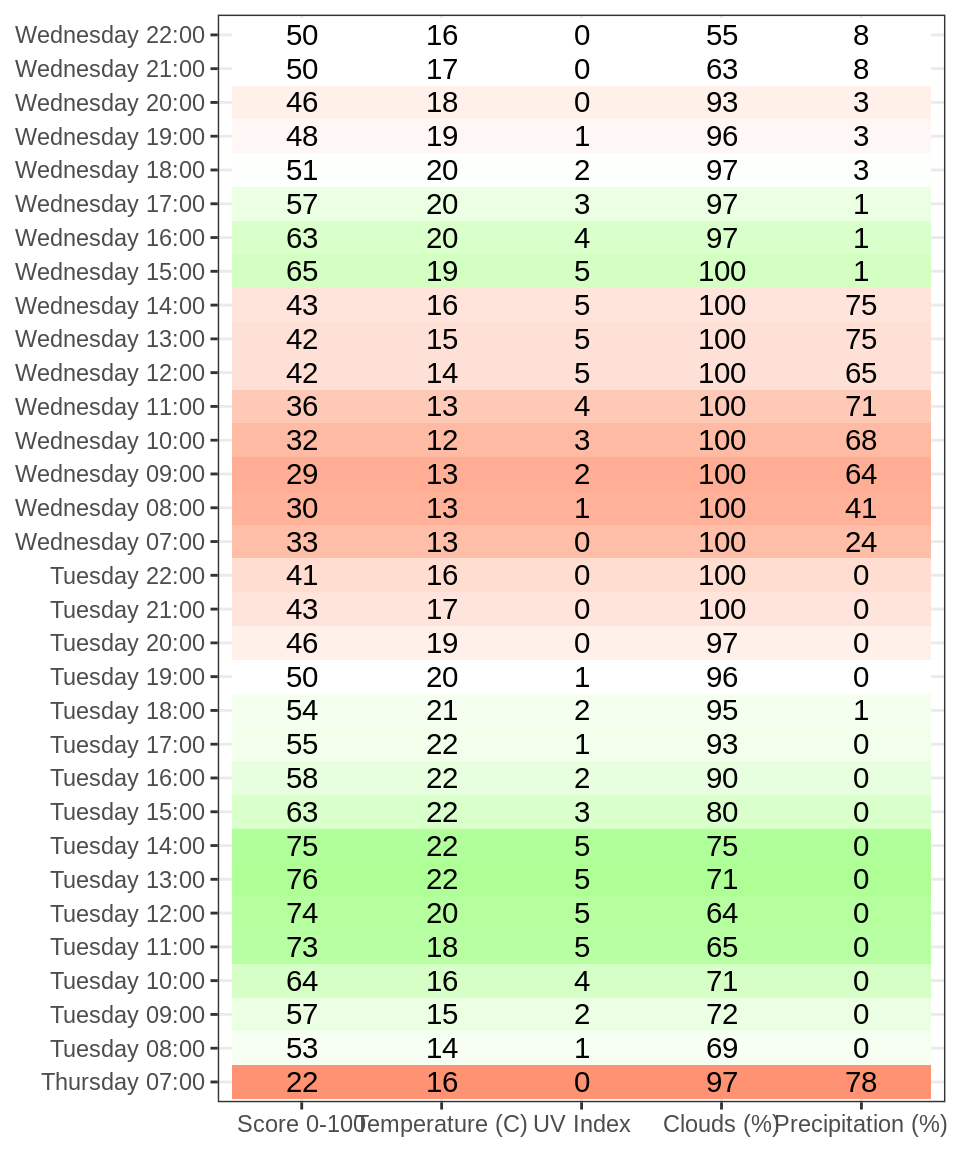 Wednesday 22:00 50 16 0 55 8
Wednesday 21:00 50 17 0 63 8
Wednesday 20:00 46 18 0 93 3
Wednesday 19:00 48 19 1 96 3
Wednesday 18:00 51 20 2 97 3
Wednesday 17:00 57 20 3 97 1
Wednesday 16:00 63 20 4 97 1
Wednesday 15:00 65 19 5 100 1
Wednesday 14:00 43 16 5 100 75
Wednesday 13:00 42 15 5 100 75
Wednesday 12:00 42 14 5 100 65
Wednesday 11:00 36 13 4 100 71
Wednesday 10:00 32 12 3 100 68
Wednesday 09:00 29 13 2 100 64
Wednesday 08:00 30 13 1 100 41
Wednesday 07:00 33 13 0 100 24
Tuesday 22:00 41 16 0 100 0
Tuesday 21:00 43 17 0 100 0
Tuesday 20:00 46 19 0 97 0
Tuesday 19:00 50 20 1 96 0
Tuesday 18:00 54 21 2 95 1
Tuesday 17:00 55 22 1 93 0
Tuesday 16:00 58 22 2 90 0
Tuesday 15:00 63 22 3 80 0
Tuesday 14:00 75 22 5 75 0
Tuesday 13:00 76 22 5 71 0
Tuesday 12:00 74 20 5 64 0
Tuesday 11:00 73 18 5 65 0
Tuesday 10:00 64 16 4 71 0
Tuesday 09:00 57 15 2 72 0
Tuesday 08:00 53 14 1 69 0
Thursday 07:00 22 16 0 97 78
Score 0-100 Temperature (C) UV Index Clouds (%) Precipitation (%)